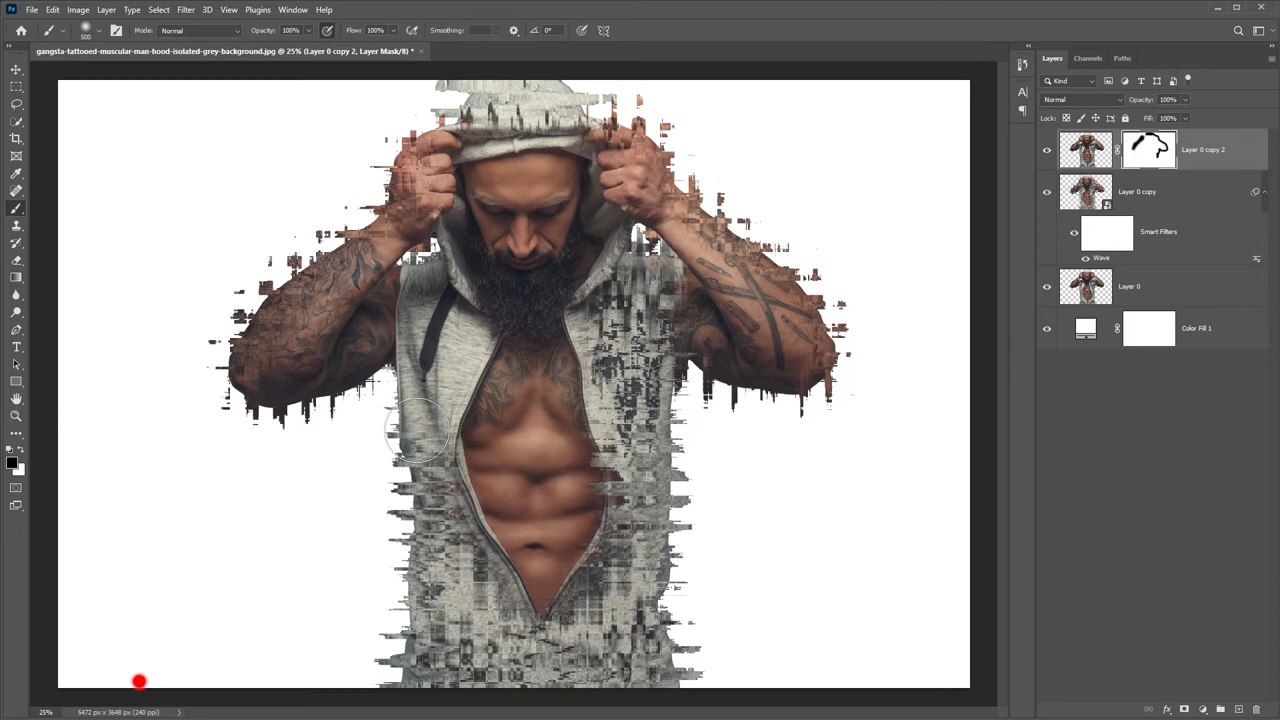 Ps File Edit Image Layer Type Select Filter 3D View Plugins Window Help
500 Mode: Normal Opacity: 100% Flow: 100% Smoothing: 0°
gangsta-tattooed-muscular-man-hood-isolated-grey-background.jpg @ 25% (Layer 0 copy 2, Layer Mask/8) * ×
Layers Channels Paths
Kind
Normal Opacity: 100%
Lock: Fill: 100%
Layer 0 copy 2
Layer 0 copy
Smart Filters
Wave
Layer 0
Color Fill 1
25% 5472 px x 3648 px (240 ppi)